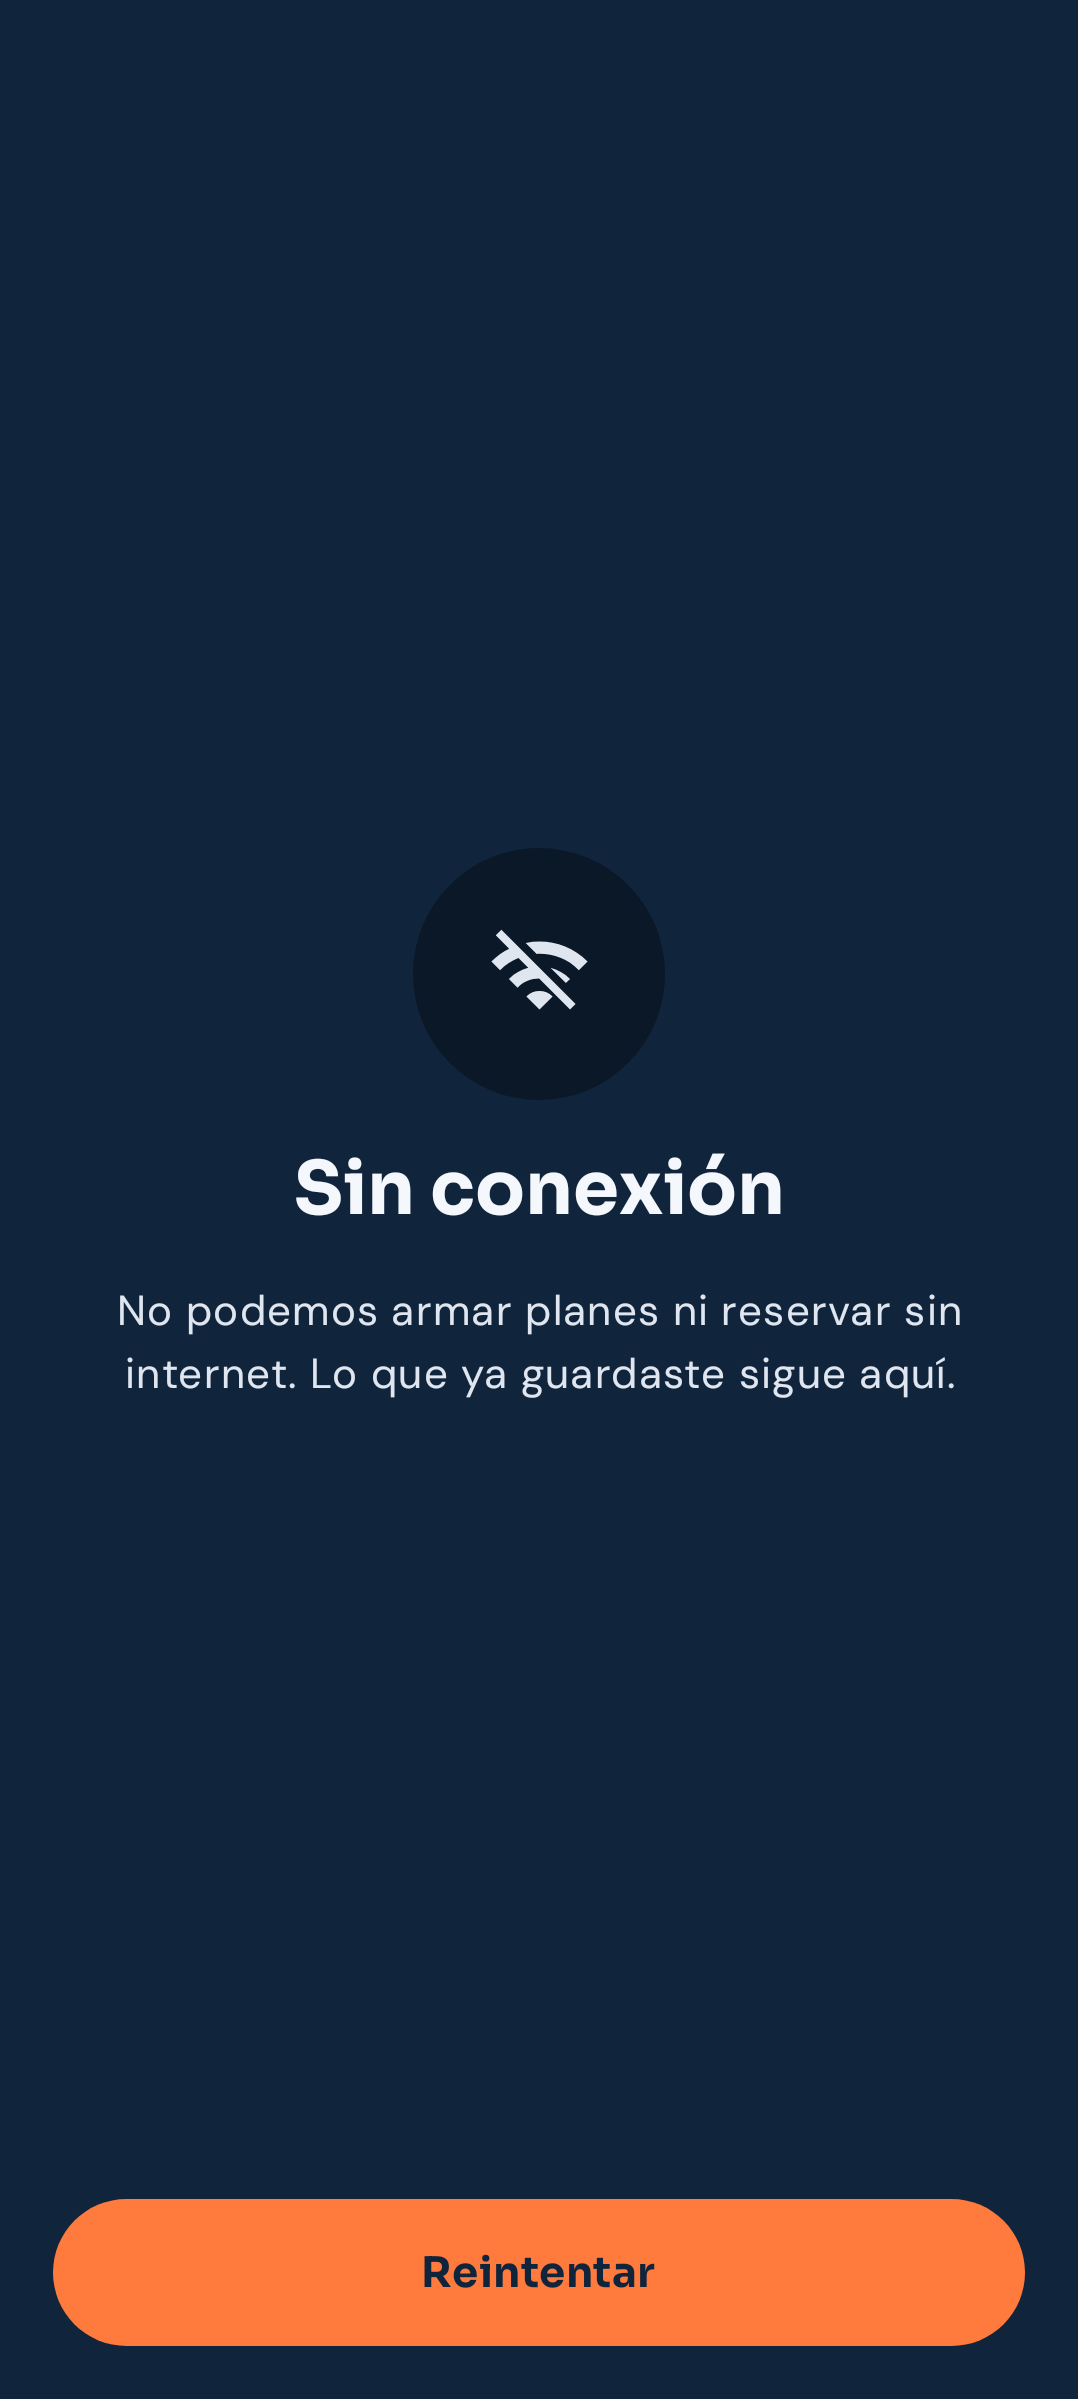 Sin conexión
No podemos armar planes ni reservar sin
internet. Lo que ya guardaste sigue aquí.
Reintentar